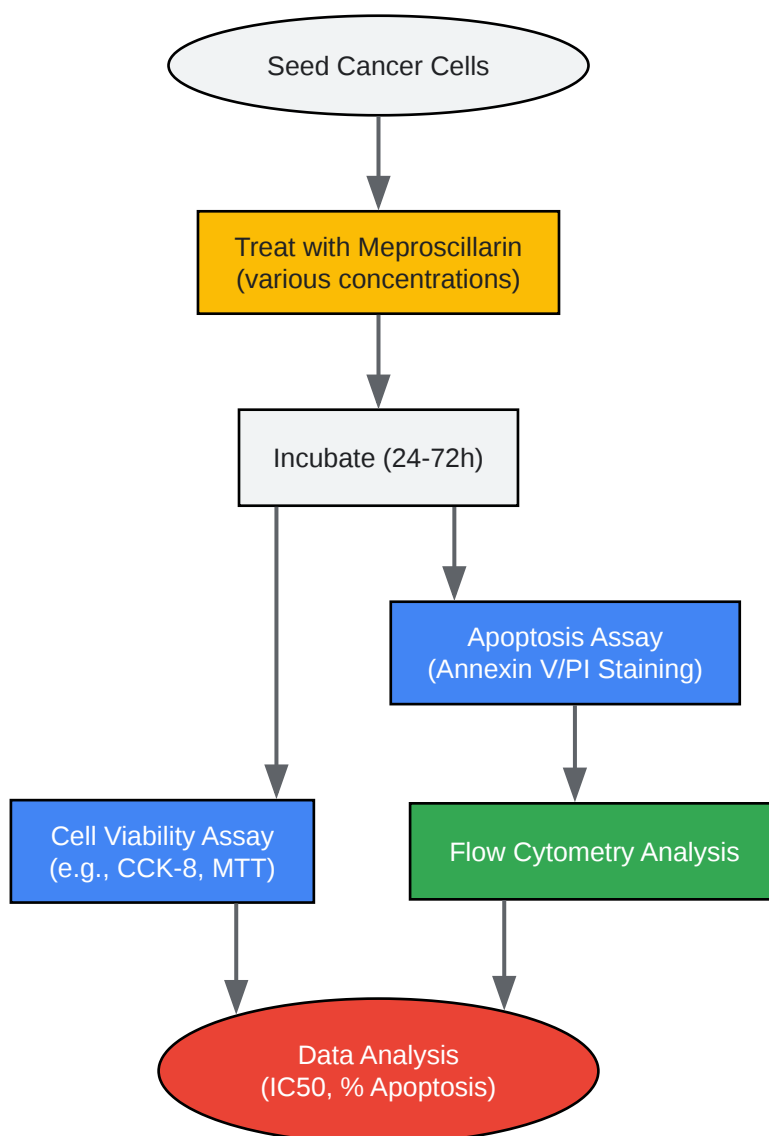 Seed Cancer Cells
Treat with Meproscillarin
(various concentrations)
Incubate (24-72h)
Apoptosis Assay
(Annexin V/PI Staining)
Cell Viability Assay
(e.g., CCK-8, MTT)
Flow Cytometry Analysis
Data Analysis
(IC50, % Apoptosis)